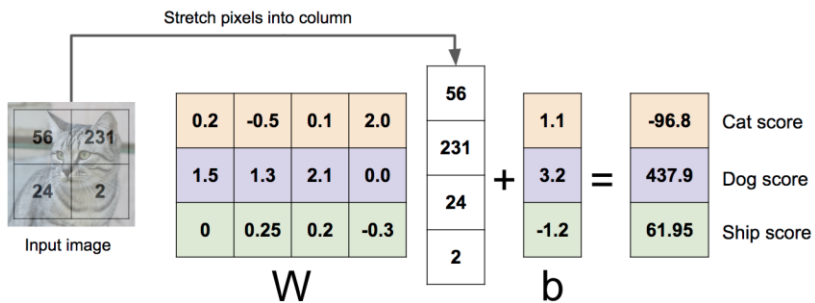 Stretch pixels into column
56 231
24 2
Input image
0.2 -0.5 0.1 2.0
1.5 1.3 2.1 0.0
0 0.25 0.2 -0.3
W
56
231
24
2
+
1.1
3.2
-1.2
b
=
-96.8 Cat score
437.9 Dog score
61.95 Ship score